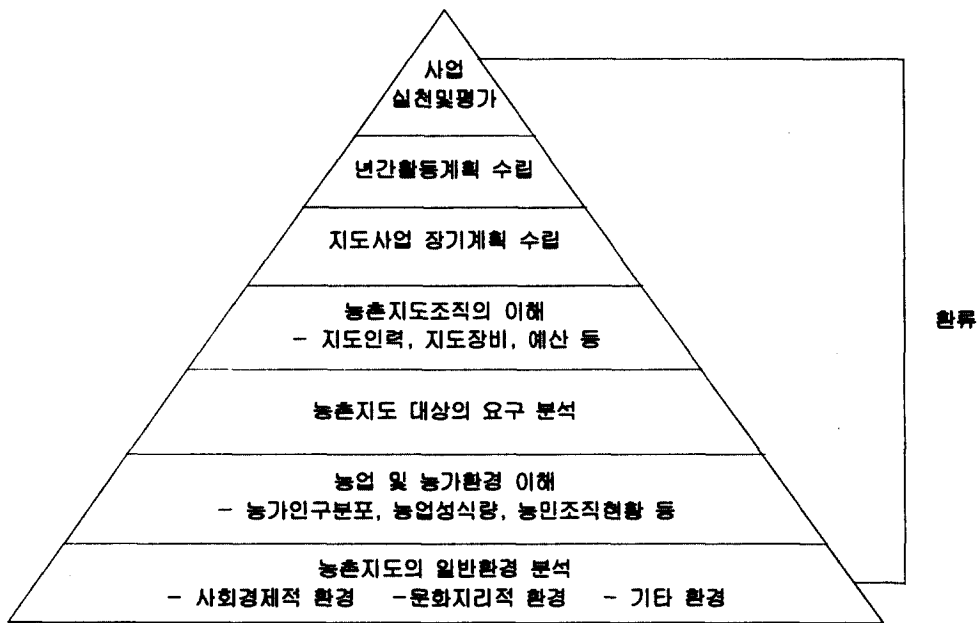 사업
실천및평가
년간활동계획 수립
지도사업 장기계획 수립
농촌지도조직의 이해
- 지도인력, 지도장비, 예산 등
환류
농촌지도 대상의 요구 분석
농업 및 농가환경 이해
- 농가인구분포, 농업성식량, 농민조직현황 등
농촌지도의 일반환경 분석
- 사회경제적 환경 -문화지리적 환경 - 기타 환경